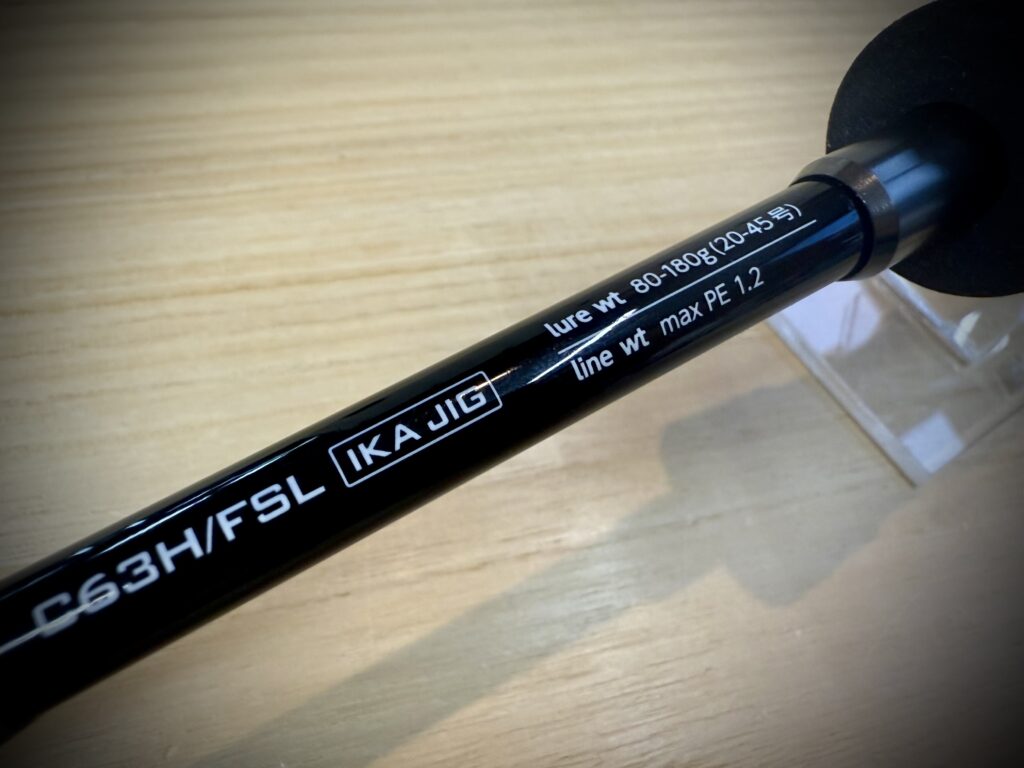 C63H/FSL IKA JIG
lure wt 80-180g(20-45号)
line wt max PE 1.2